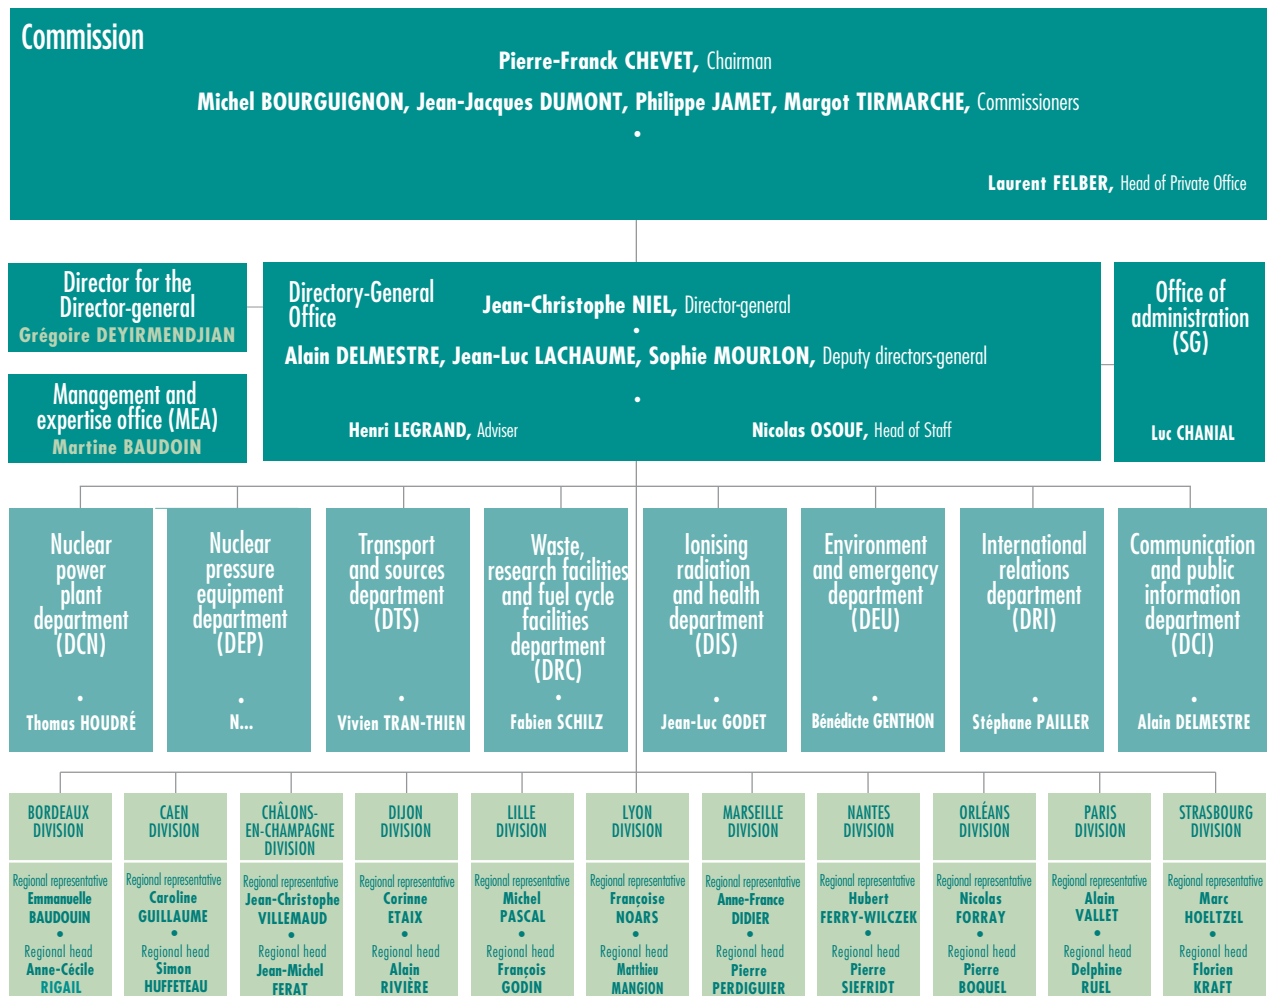 Commission
Pierre-Franck CHEVET, Chairman
Michel BOURGUIGNON, Jean-Jacques DUMONT, Philippe JAMET, Margot TIRMARCHE, Commissioners
•
Laurent FELBER, Head of Private Office
Director for the
Director-general
Grégoire DEYIRMENDJIAN
Management and
expertise office (MEA)
Martine BAUDOIN
Directory-General
Office
Jean-Christophe NIEL, Director-general
•
Alain DELMESTRE, Jean-Luc LACHAUME, Sophie MOURLON, Deputy directors-general
•
Henri LEGRAND, Adviser
Nicolas OSOUF, Head of Staff
Office of
administration
(SG)
Luc CHANIAL
Nuclear
power
plant
department
(DCN)
•
Thomas HOUDRÉ
Nuclear
pressure
equipment
department
(DEP)
•
N...
Transport
and sources
department
(DTS)
•
Vivien TRAN-THIEN
Waste,
research facilities
and fuel cycle
facilities
department
(DRC)
•
Fabien SCHILZ
Ionising
radiation
and health
department
(DIS)
•
Jean-Luc GODET
Environment
and emergency
department
(DEU)
•
Bénédicte GENTHON
International
relations
department
(DRI)
•
Stéphane PAILLER
Communication
and public
information
department
(DCI)
•
Alain DELMESTRE
BORDEAUX
DIVISION
Regional representative
Emmanuelle
BAUDOUIN
•
Regional head
Anne-Cécile
RIGAIL
CAEN
DIVISION
Regional representative
Caroline
GUILLAUME
•
Regional head
Simon
HUFFETEAU
CHÂLONS-
EN-CHAMPAGNE
DIVISION
Regional representative
Jean-Christophe
VILLEMAUD
•
Regional head
Jean-Michel
FERAT
DIJON
DIVISION
Regional representative
Corinne
ETAIX
•
Regional head
Alain
RIVIÈRE
LILLE
DIVISION
Regional representative
Michel
PASCAL
•
Regional head
François
GODIN
LYON
DIVISION
Regional representative
Françoise
NOARS
•
Regional head
Matthieu
MANGION
MARSEILLE
DIVISION
Regional representative
Anne-France
DIDIER
•
Regional head
Pierre
PERDIGUIER
NANTES
DIVISION
Regional representative
Hubert
FERRY-WILCZEK
•
Regional head
Pierre
SIEFRIDT
ORLÉANS
DIVISION
Regional representative
Nicolas
FORRAY
•
Regional head
Pierre
BOQUEL
PARIS
DIVISION
Regional representative
Alain
VALLET
•
Regional head
Delphine
RUEL
STRASBOURG
DIVISION
Regional representative
Marc
HOELTZEL
•
Regional head
Florien
KRAFT